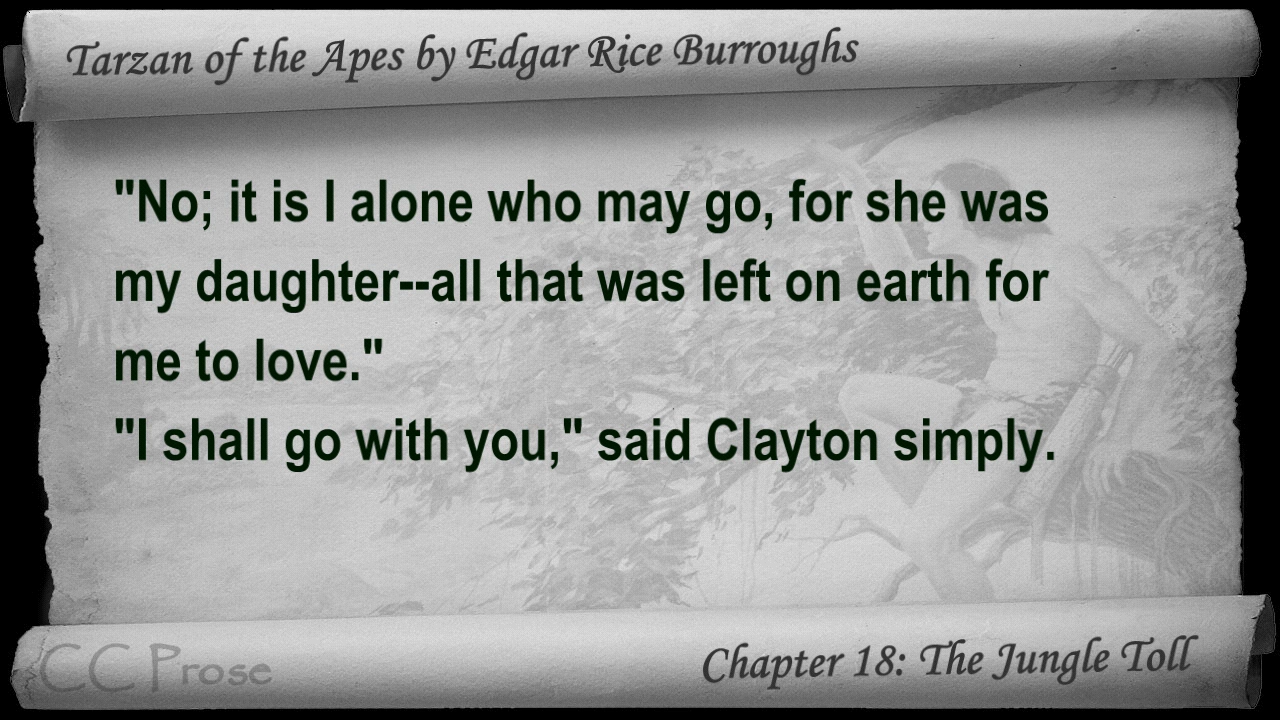 Tarzan of the Apes by Edgar Rice Burroughs
"No; it is I alone who may go, for she was
my daughter--all that was left on earth for
me to love."
"I shall go with you," said Clayton simply.
CC Prose
Chapter 18: The Jungle Toll